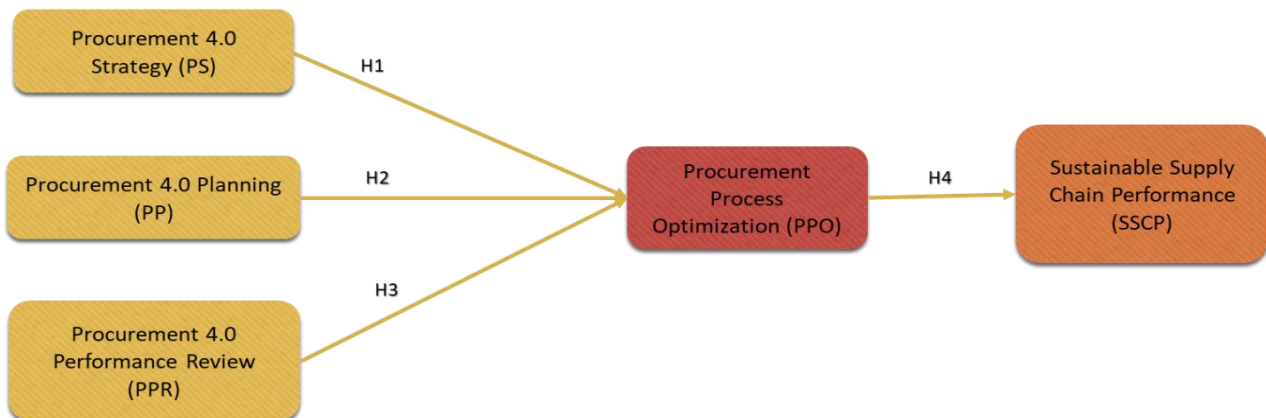 Procurement 4.0
Strategy (PS)
H1
Procurement 4.0 Planning
(PP)
H2
Procurement 4.0
Performance Review
(PPR)
H3
Procurement
Process
Optimization (PPO)
H4
Sustainable Supply
Chain Performance
(SSCP)